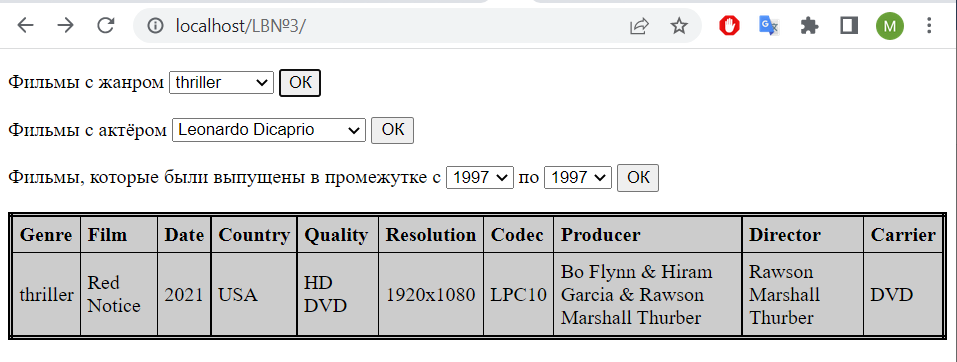 localhost/LBNº3/
M
Фильмы с жанром thriller OK
Фильмы с актёром Leonardo Dicaprio OK
Фильмы, которые были выпущены в промежутке с 1997 по 1997 OK
Genre Film Date Country Quality Resolution Codec Producer Director Carrier
thriller Red Notice 2021 USA HD DVD 1920x1080 LPC10 Bo Flynn & Hiram Garcia & Rawson Marshall Thurber Rawson Marshall Thurber DVD